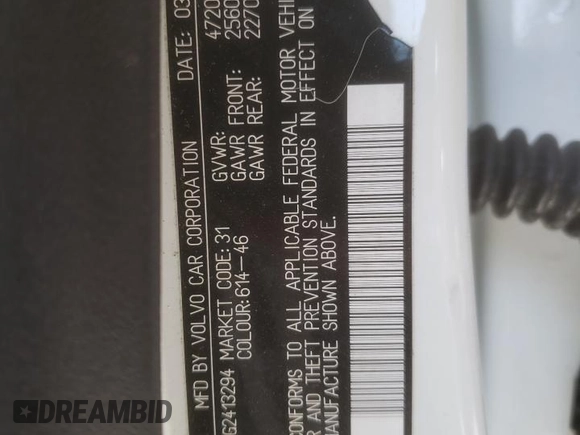 MFD BY VOLVO CAR CORPORATION DATE: 03
G2413294 MARKET CODE: 31 GVWR: 4720
COLOUR:614-46 GAWR FRONT: 2560
GAWR REAR: 2270
CONFORMS TO ALL APPLICABLE FEDERAL MOTOR VEHI
R AND THEFT PREVENTION STANDARDS IN EFFECT ON
MANUFACTURE SHOWN ABOVE.
DREAMBID